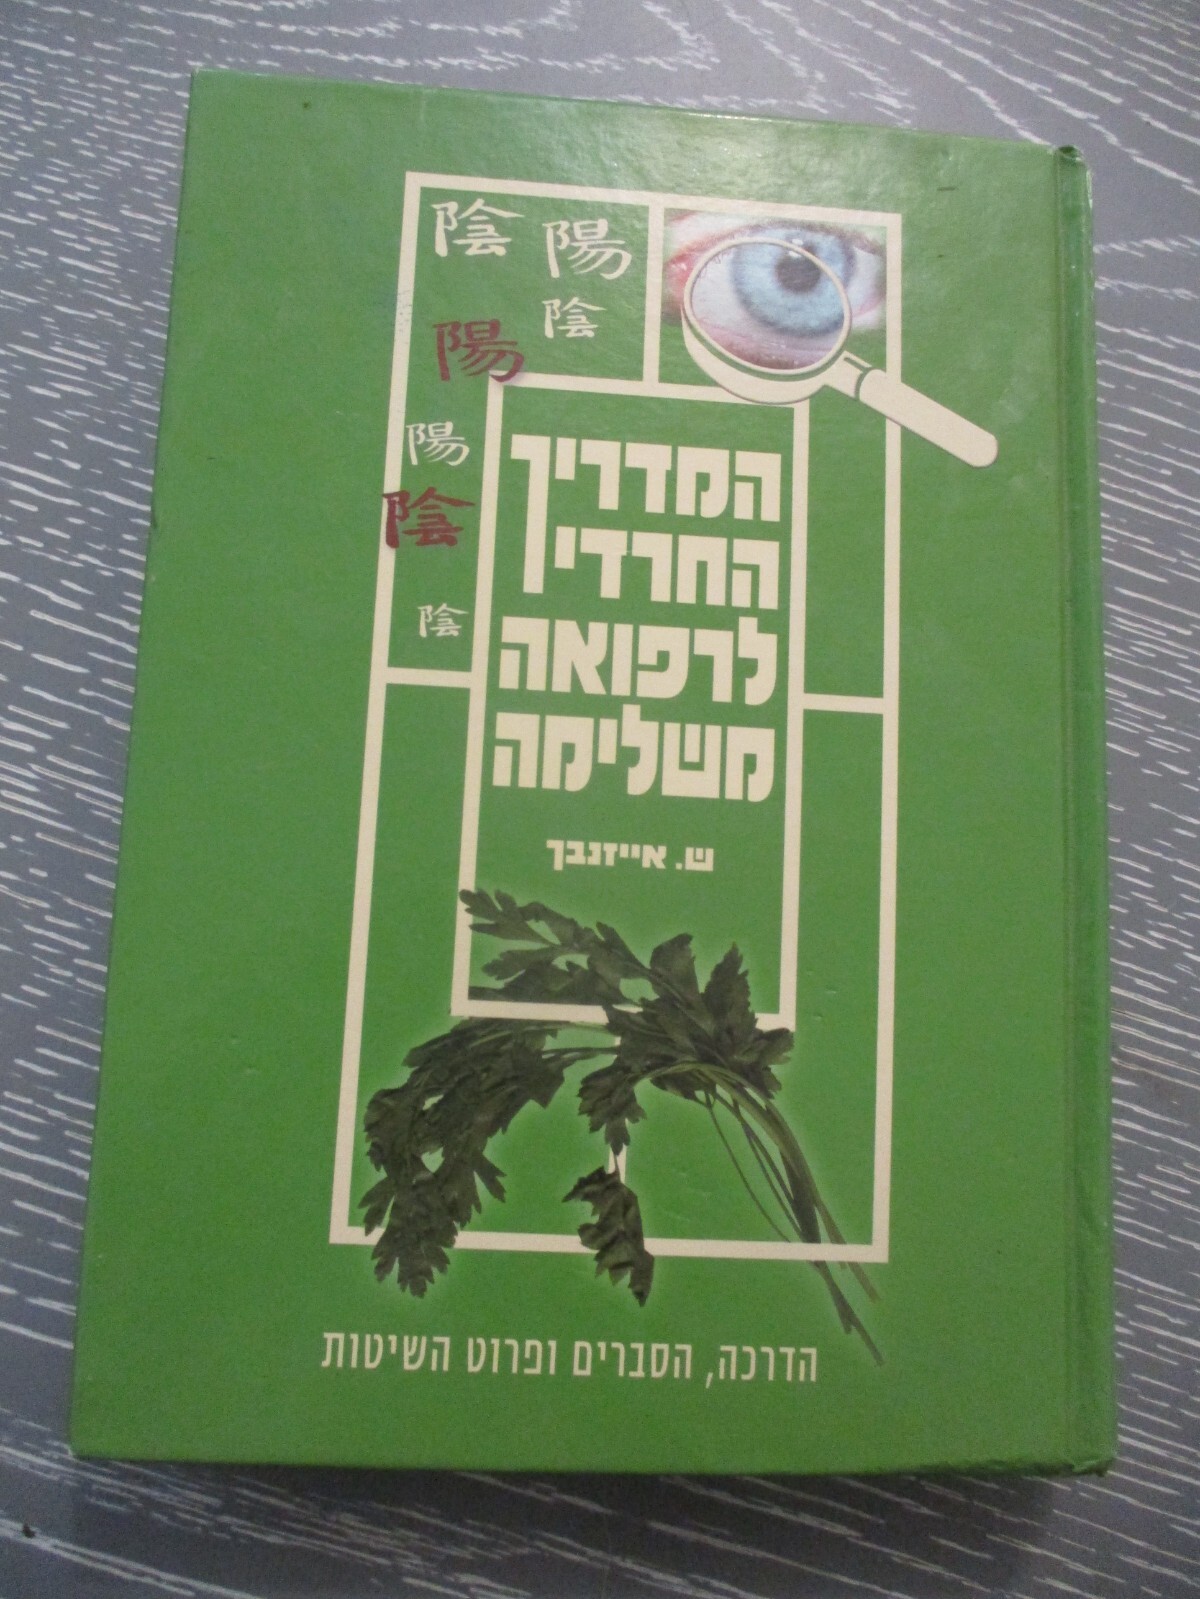 陰 陽
陰
陽
陽
陰
陰
המדריך
החרדי
לרפואה
משלימה
ש. אייזנבך
הדרכה, הסברים ופרוט השיטות